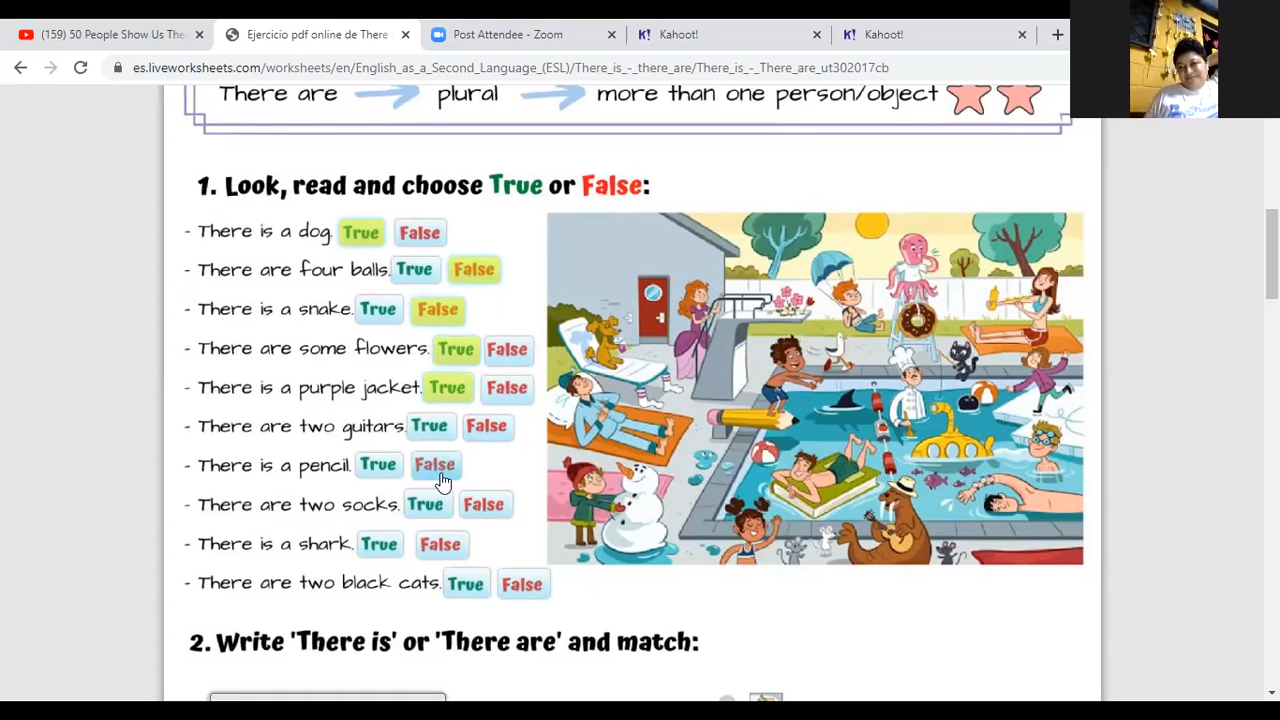 (159) 50 People Show Us The
Ejercicio pdf online de There
Post Attendee - Zoom
K! Kahoot!
K! Kahoot!
es.liveworksheets.com/worksheets/en/English_as_a_Second_Language_(ESL)/There_is_-_there_are/There_is_-_There_are_ut302017cb
There are plural more than one person/object
1. Look, read and choose True or False:
- There is a dog. True False
- There are four balls. True False
- There is a snake. True False
- There are some flowers. True False
- There is a purple jacket. True False
- There are two guitars. True False
- There is a pencil. True False
- There are two socks. True False
- There is a shark. True False
- There are two black cats. True False
2. Write 'There is' or 'There are' and match: